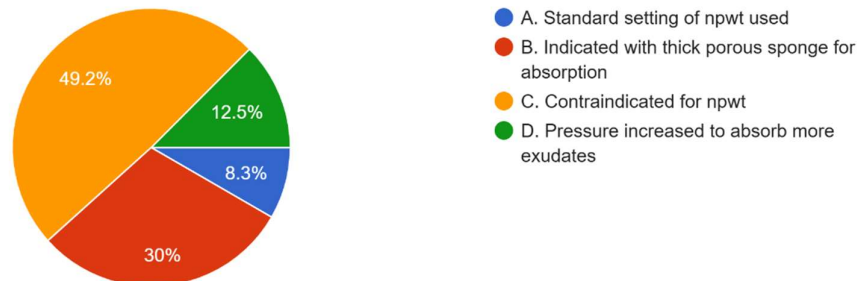 49.2%
12.5%
8.3%
30%
A. Standard setting of npwt used
B. Indicated with thick porous sponge for
absorption
C. Contraindicated for npwt
D. Pressure increased to absorb more
exudates